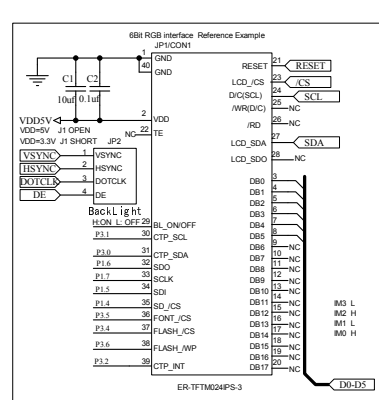 6Bit RGB interface Reference Example
JP1/CON1
1 GND
40 GND
C1 C2
10uf 0.1uf
VDD5V
2 VDD
VDD=5V J1 OPEN
VDD=3.3V J1 SHORT
NC 22 TE
JP2
VSYNC 1 VSYNC
HSYNC 2 HSYNC
DOTCLK 3 DOTCLK
DE 4 DE
BackLight
H:ON L: OFF 29 BL_ON/OFF
P3.1 30 CTP_SCL
P3.0 31 CTP_SDA
P1.6 32 SDO
P1.7 33 SCLK
P1.5 34 SDI
P1.4 35 SD_/CS
P3.5 36 FONT_/CS
P3.4 37 FLASH_/CS
P3.6 38 FLASH_/WP
P3.2 39 CTP_INT
RESET 21 RESET
LCD_/CS 23 /CS
D/C(SCL) 24 SCL
/WR(D/C) 25 NC
/RD 26 NC
LCD_SDA 27 SDA
LCD_SDO 28 NC
DB0 3
DB1 4
DB2 5
DB3 6
DB4 7
DB5 8
DB6 9 NC
DB7 10 NC
DB8 11 NC
DB9 12 NC
DB10 13 NC
DB11 14 NC
DB12 15 NC
DB13 16 NC
DB14 17 NC
DB15 18 NC
DB16 19 NC
DB17 20 NC
IM3 L
IM2 H
IM1 L
IM0 H
D0-D5
ER-TFTM024IPS-3